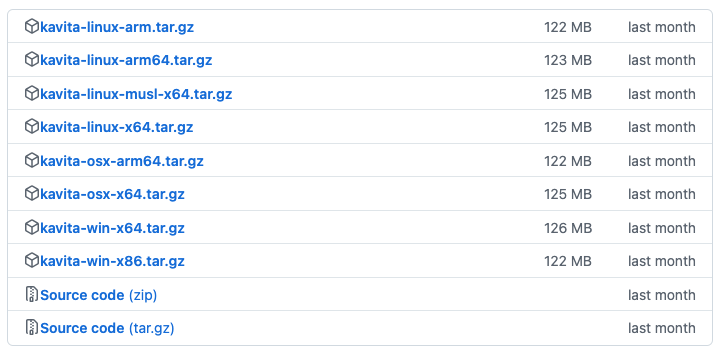 kavita-linux-arm.tar.gz 122 MB last month
kavita-linux-arm64.tar.gz 123 MB last month
kavita-linux-musl-x64.tar.gz 125 MB last month
kavita-linux-x64.tar.gz 125 MB last month
kavita-osx-arm64.tar.gz 122 MB last month
kavita-osx-x64.tar.gz 125 MB last month
kavita-win-x64.tar.gz 126 MB last month
kavita-win-x86.tar.gz 122 MB last month
Source code (zip) last month
Source code (tar.gz) last month